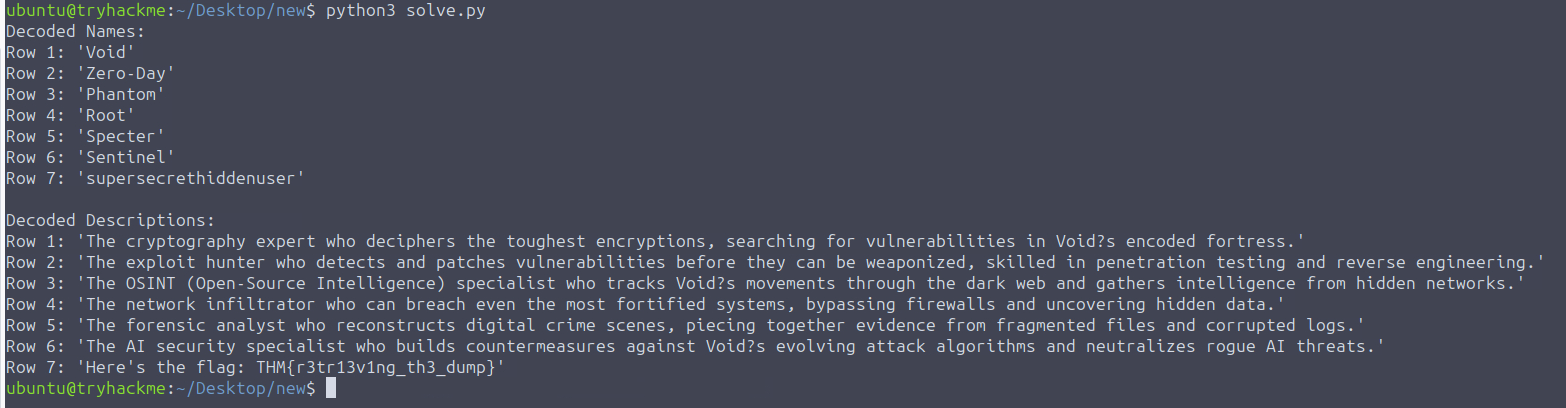 ubuntu@tryhackme:~/Desktop/new$ python3 solve.py
Decoded Names:
Row 1: 'Void'
Row 2: 'Zero-Day'
Row 3: 'Phantom'
Row 4: 'Root'
Row 5: 'Specter'
Row 6: 'Sentinel'
Row 7: 'supersecrethiddenuser'
Decoded Descriptions:
Row 1: 'The cryptography expert who deciphers the toughest encryptions, searching for vulnerabilities in Void?s encoded fortress.'
Row 2: 'The exploit hunter who detects and patches vulnerabilities before they can be weaponized, skilled in penetration testing and reverse engineering.'
Row 3: 'The OSINT (Open-Source Intelligence) specialist who tracks Void?s movements through the dark web and gathers intelligence from hidden networks.'
Row 4: 'The network infiltrator who can breach even the most fortified systems, bypassing firewalls and uncovering hidden data.'
Row 5: 'The forensic analyst who reconstructs digital crime scenes, piecing together evidence from fragmented files and corrupted logs.'
Row 6: 'The AI security specialist who builds countermeasures against Void?s evolving attack algorithms and neutralizes rogue AI threats.'
Row 7: 'Here's the flag: THM{r3tr13v1ng_th3_dump}'
ubuntu@tryhackme:~/Desktop/new$